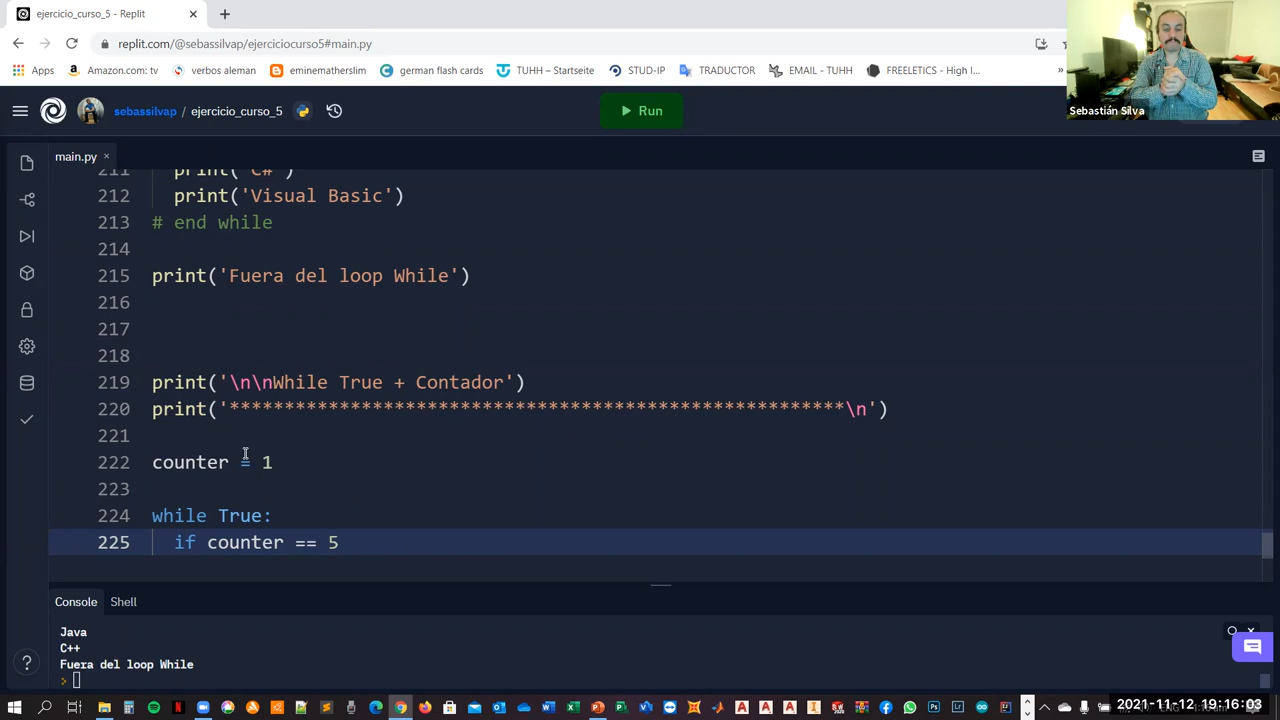 ejercicio_curso_5 - Replit
replit.com/@sebassilvap/ejerciciocurso5#main.py
Apps Amazon.com: tv verbos aleman eminematherslim german flash cards TUHH – Startseite STUD-IP TRADUCTOR EMAIL - TUHH FREELETICS - High I... »
Sebastián Silva
sebassilvap / ejercicio_curso_5 Run
main.py
211 print('C#')
212 print('Visual Basic')
213 # end while
214
215 print('Fuera del loop While')
216
217
218
219 print('\n\nWhile True + Contador')
220 print('********************************************************\n')
221
222 counter = 1
223
224 while True:
225 if counter == 5
Console Shell
Java
C++
Fuera del loop While
>
2021-11-12 19:16:03